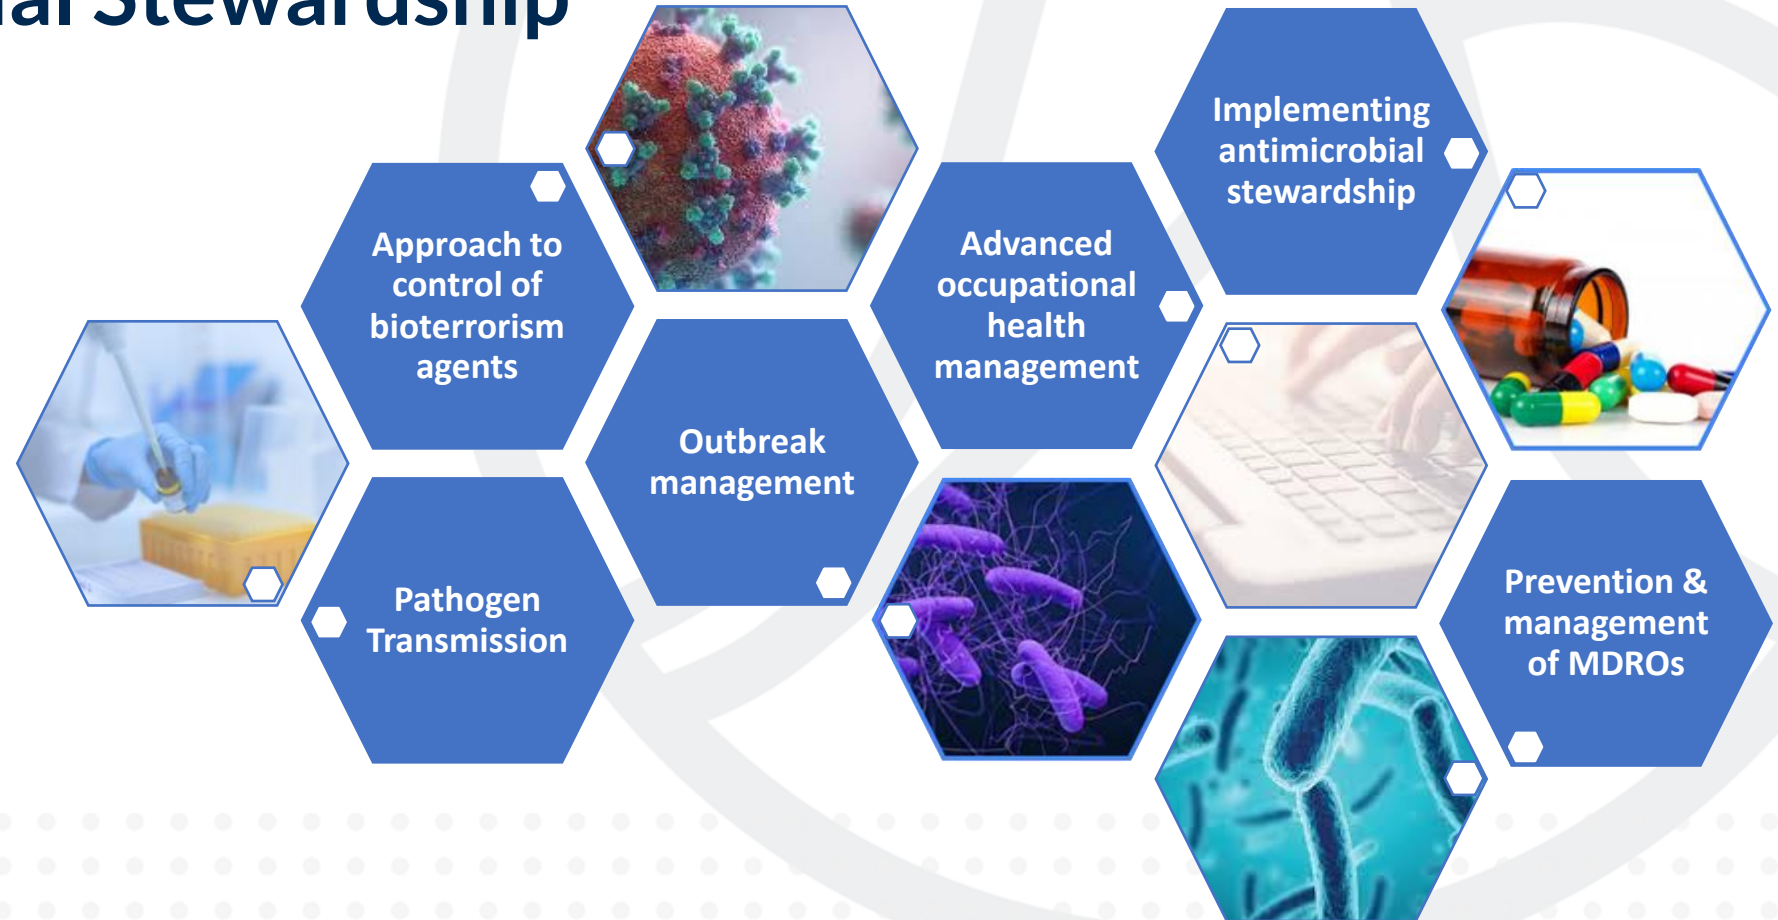 Stewardship
Approach to
control of
bioterrorism
agents
Pathogen
Transmission
Outbreak
management
Advanced
occupational
health
management
Implementing
antimicrobial
stewardship
Prevention &
management
of MDROs